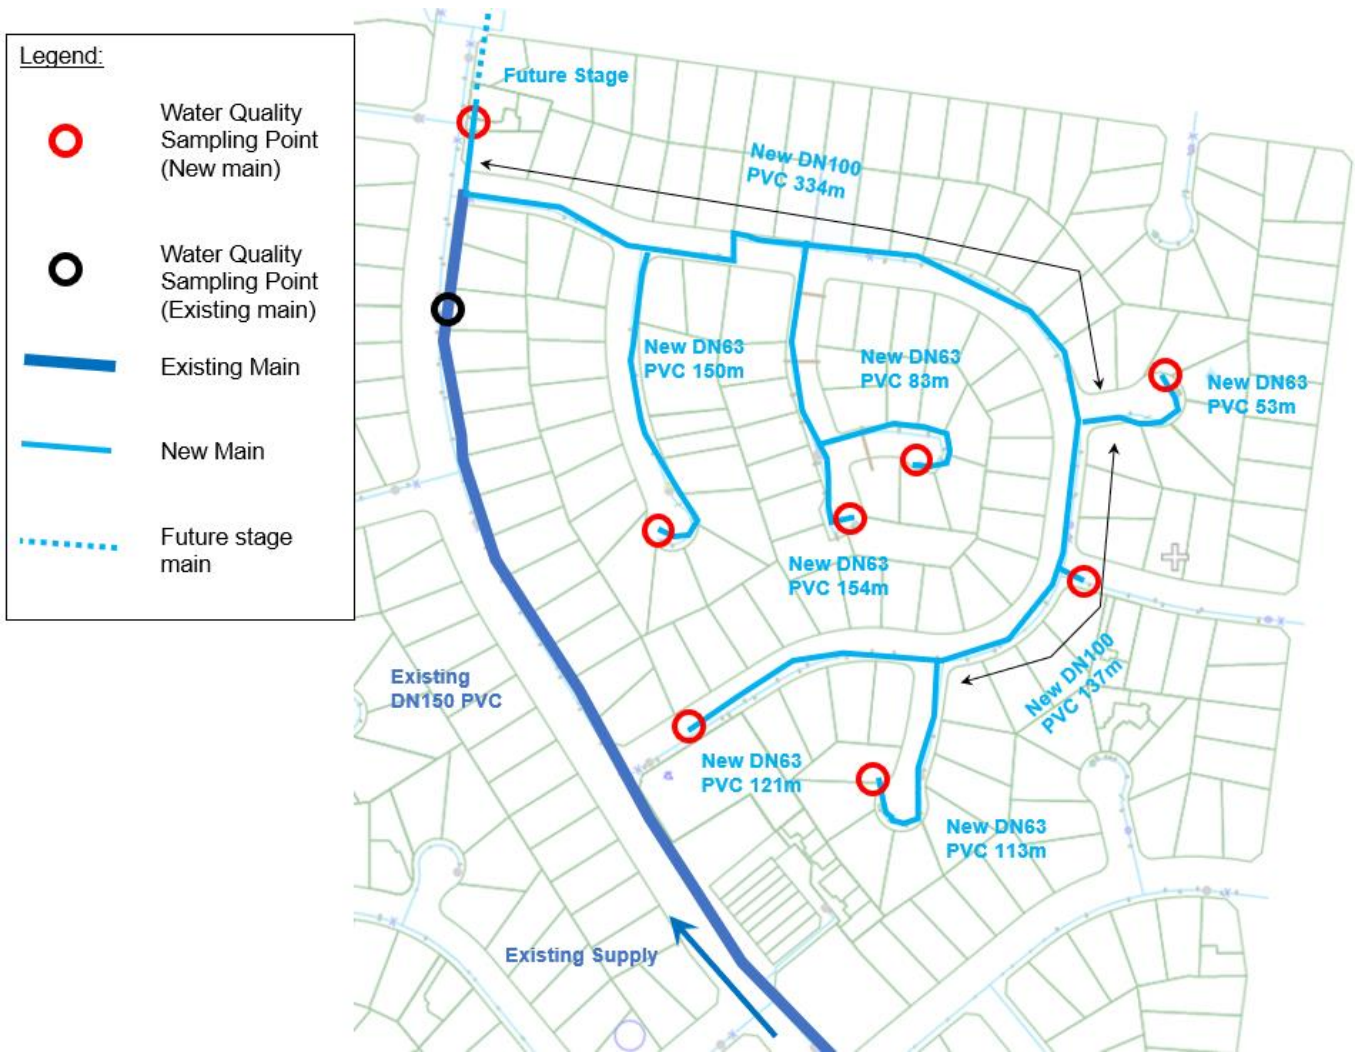 Legend:
Water Quality
Sampling Point
(New main)
Water Quality
Sampling Point
(Existing main)
Existing Main
New Main
Future stage
main
Future Stage
New DN100
PVC 334m
New DN63
PVC 150m
New DN63
PVC 83m
New DN63
PVC 53m
New DN63
PVC 154m
Existing
DN150 PVC
New DN100
PVC 137m
New DN63
PVC 121m
New DN63
PVC 113m
Existing Supply